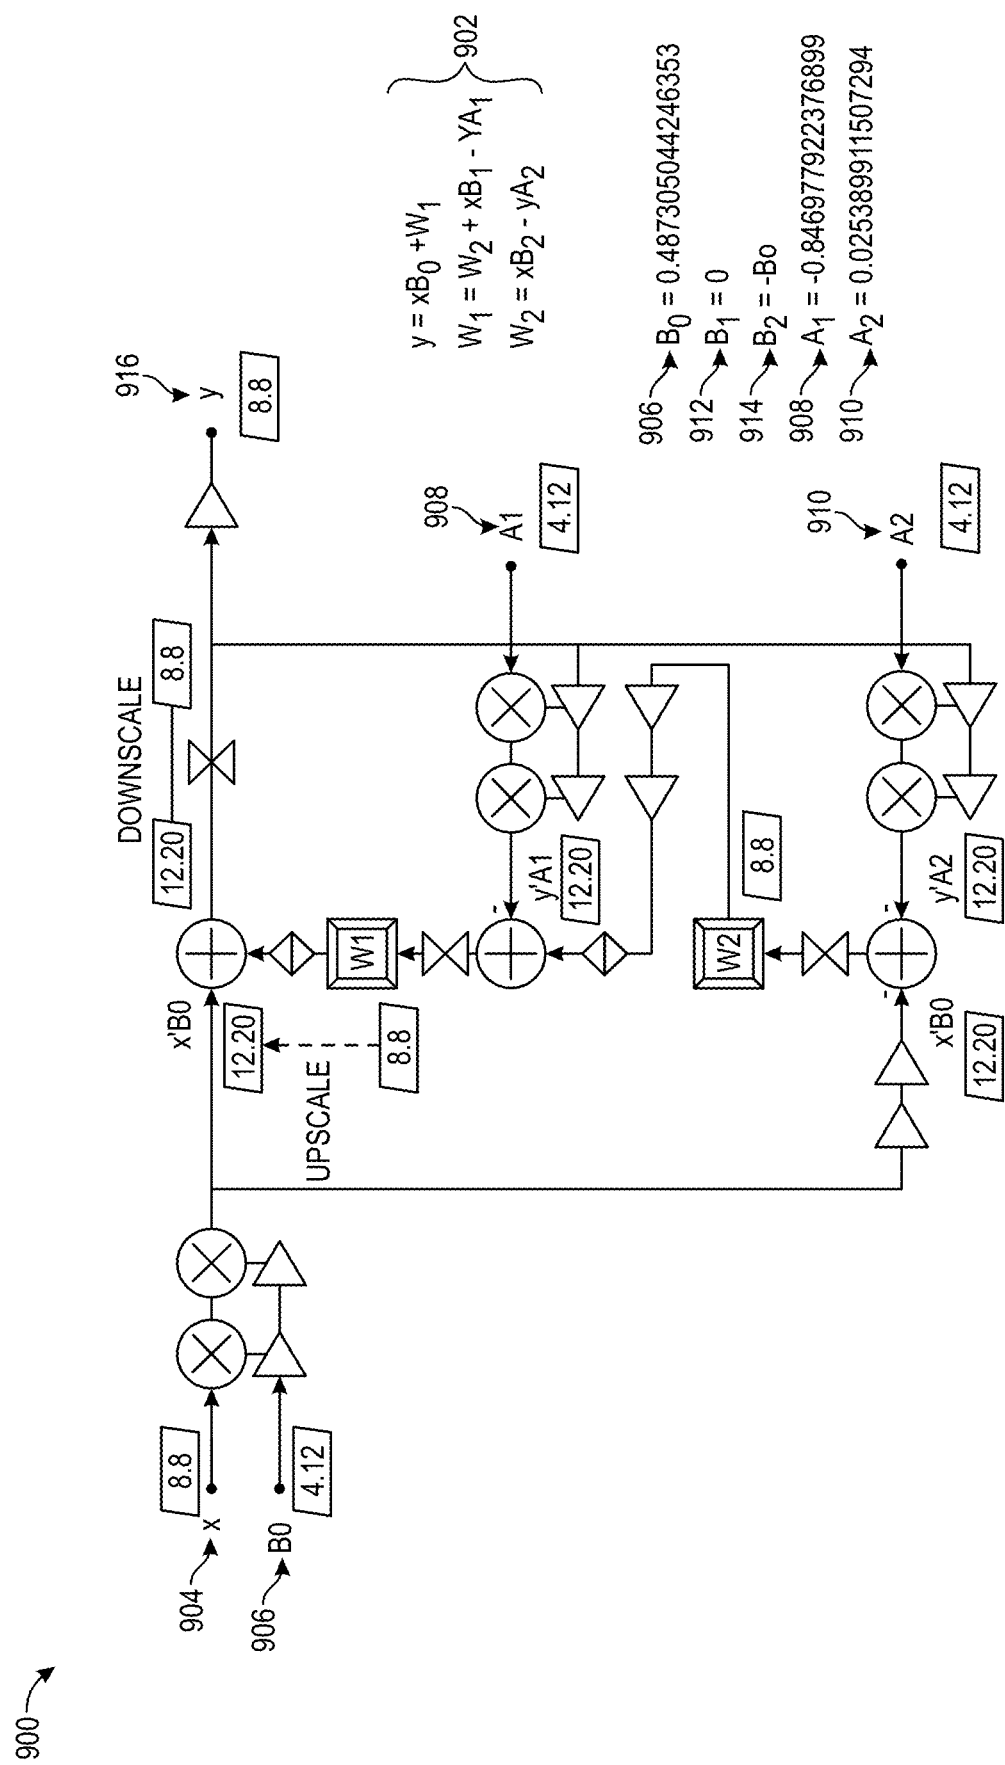 900
904
x
8.8
906
B0
4.12
x'B0
12.20
UPSCALE
8.8
W1
12.20
DOWNSCALE
8.8
916
y
8.8
908
A1
4.12
-
y'A1
12.20
W2
8.8
910
A2
4.12
-
-
y'A2
12.20
x'B0
12.20
y = xB0 +W1
W1 = W2 + xB1 - YA1
W2 = xB2 - yA2
902
906 B0 = 0.48730504424​6353
912 B1 = 0
914 B2 = -Bo
908 A1 = -0.846977922376899
910 A2 = 0.025389911507294